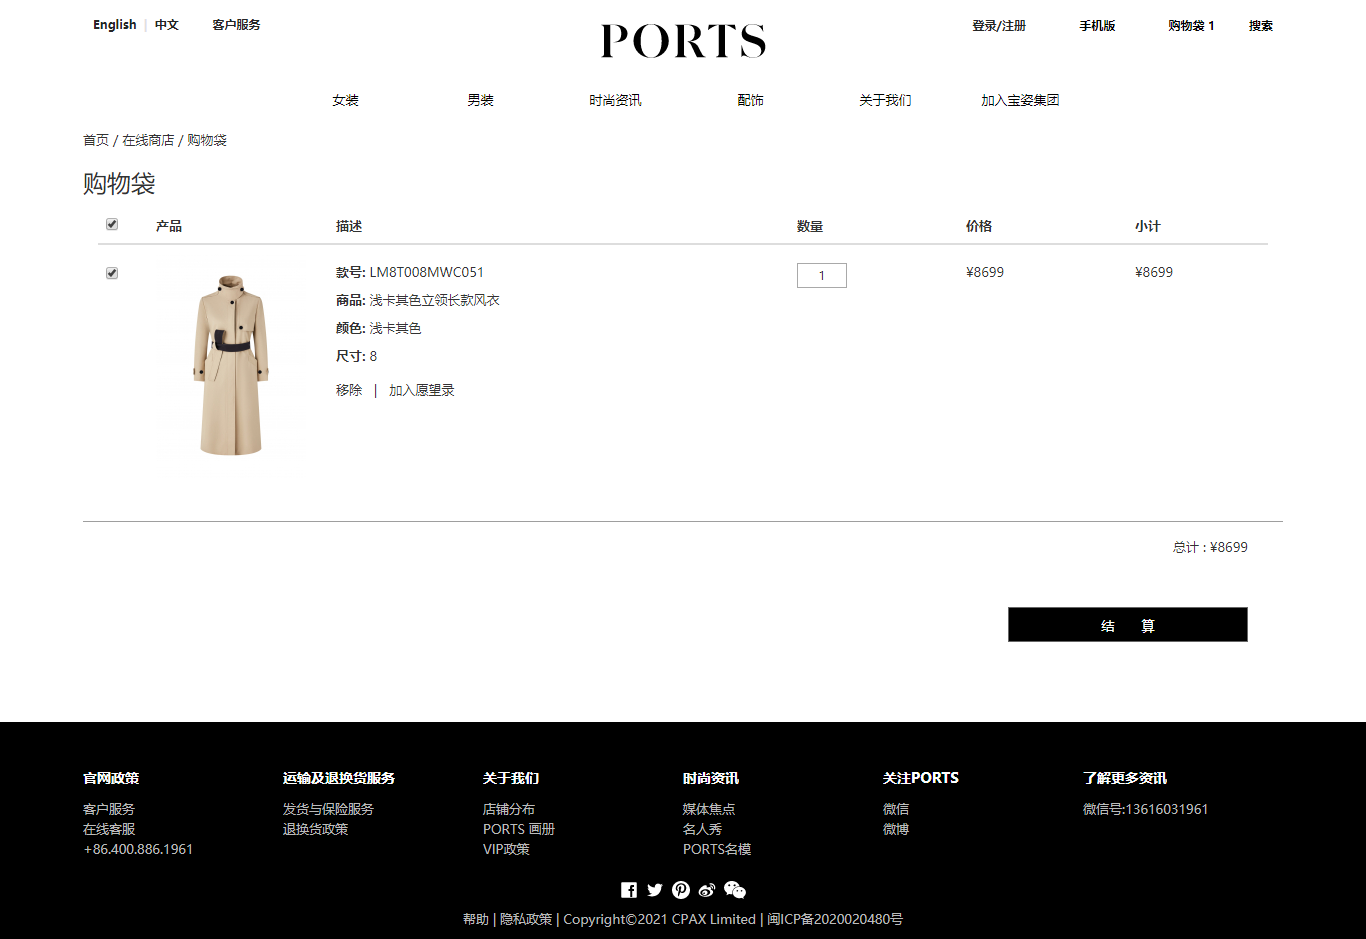 English | 中文 客户服务
PORTS
登录/注册 手机版 购物袋 1 搜索
女装 男装 时尚资讯 配饰 关于我们 加入宝姿集团
首页 / 在线商店 / 购物袋
购物袋
产品 描述 数量 价格 小计
款号: LM8T008MWC051 1 ¥8699 ¥8699
商品: 浅卡其色立领长款风衣
颜色: 浅卡其色
尺寸: 8
移除 | 加入愿望录
总计 : ¥8699
结 算
官网政策 运输及退换货服务 关于我们 时尚资讯 关注PORTS 了解更多资讯
客户服务 发货与保险服务 店铺分布 媒体焦点 微信 微信号:13616031961
在线客服 退换货政策 PORTS 画册 名人秀 微博
+86.400.886.1961 VIP政策 PORTS名模
帮助 | 隐私政策 | Copyright©2021 CPAX Limited | 闽ICP备2020020480号